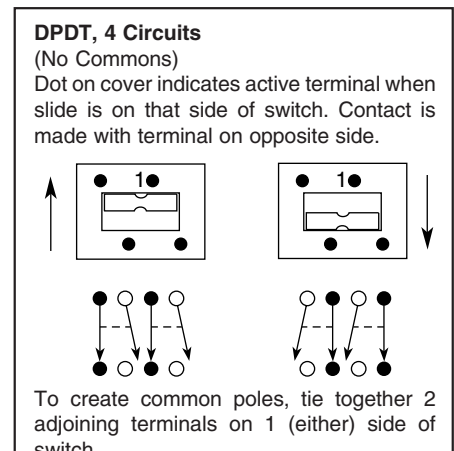 DPDT, 4 Circuits
(No Commons)
Dot on cover indicates active terminal when
slide is on that side of switch. Contact is
made with terminal on opposite side.
1 1
To create common poles, tie together 2
adjoining terminals on 1 (either) side of
switch